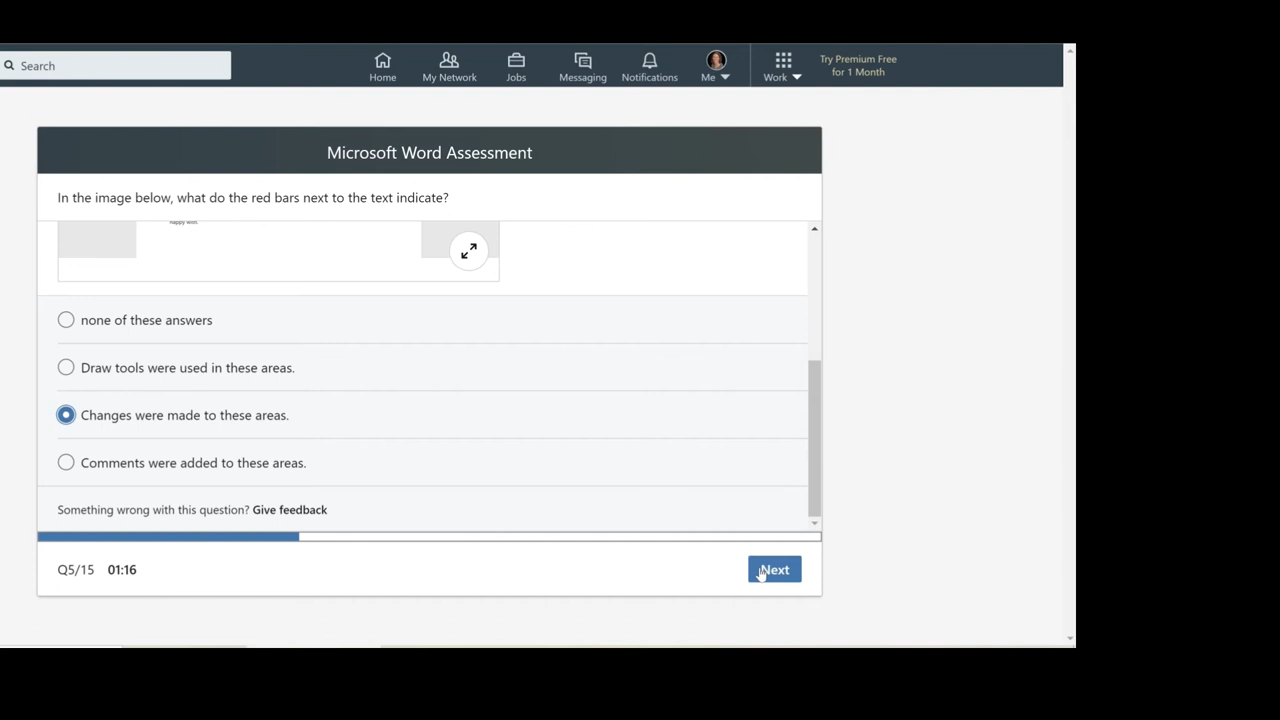 Search
Home
My Network
Jobs
Messaging
Notifications
Me
Work
Try Premium Free
for 1 Month
Microsoft Word Assessment
In the image below, what do the red bars next to the text indicate?
happy with.
none of these answers
Draw tools were used in these areas.
Changes were made to these areas.
Comments were added to these areas.
Something wrong with this question? Give feedback
Q5/15 01:16
Next